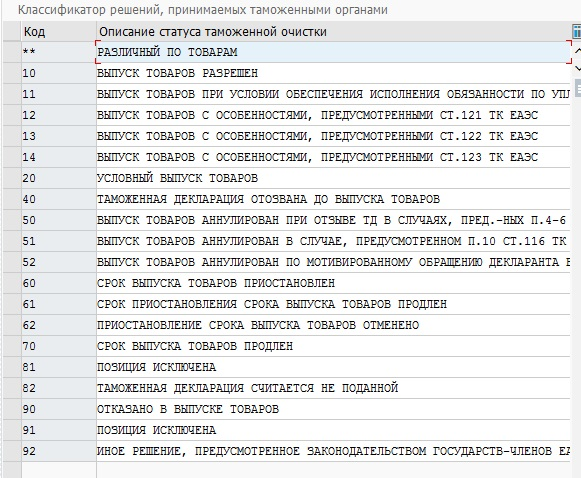 Классификатор решений, принимаемых таможенными органами
Код Описание статуса таможенной очистки
** РАЗЛИЧНЫЙ ПО ТОВАРАМ
10 ВЫПУСК ТОВАРОВ РАЗРЕШЕН
11 ВЫПУСК ТОВАРОВ ПРИ УСЛОВИИ ОБЕСПЕЧЕНИЯ ИСПОЛНЕНИЯ ОБЯЗАННОСТИ ПО УПЛ
12 ВЫПУСК ТОВАРОВ С ОСОБЕННОСТЯМИ, ПРЕДУСМОТРЕННЫМИ СТ.121 ТК ЕАЭС
13 ВЫПУСК ТОВАРОВ С ОСОБЕННОСТЯМИ, ПРЕДУСМОТРЕННЫМИ СТ.122 ТК ЕАЭС
14 ВЫПУСК ТОВАРОВ С ОСОБЕННОСТЯМИ, ПРЕДУСМОТРЕННЫМИ СТ.123 ТК ЕАЭС
20 УСЛОВНЫЙ ВЫПУСК ТОВАРОВ
40 ТАМОЖЕННАЯ ДЕКЛАРАЦИЯ ОТОЗВАНА ДО ВЫПУСКА ТОВАРОВ
50 ВЫПУСК ТОВАРОВ АННУЛИРОВАН ПРИ ОТЗЫВЕ ТД В СЛУЧАЯХ, ПРЕД.-НЫХ П.4-6
51 ВЫПУСК ТОВАРОВ АННУЛИРОВАН В СЛУЧАЕ, ПРЕДУСМОТРЕННОМ П.10 СТ.116 ТК
52 ВЫПУСК ТОВАРОВ АННУЛИРОВАН ПО МОТИВИРОВАННОМУ ОБРАЩЕНИЮ ДЕКЛАРАНТА
60 СРОК ВЫПУСКА ТОВАРОВ ПРИОСТАНОВЛЕН
61 СРОК ПРИОСТАНОВЛЕНИЯ СРОКА ВЫПУСКА ТОВАРОВ ПРОДЛЕН
62 ПРИОСТАНОВЛЕНИЕ СРОКА ВЫПУСКА ТОВАРОВ ОТМЕНЕНО
70 СРОК ВЫПУСКА ТОВАРОВ ПРОДЛЕН
81 ПОЗИЦИЯ ИСКЛЮЧЕНА
82 ТАМОЖЕННАЯ ДЕКЛАРАЦИЯ СЧИТАЕТСЯ НЕ ПОДАННОЙ
90 ОТКАЗАНО В ВЫПУСКЕ ТОВАРОВ
91 ПОЗИЦИЯ ИСКЛЮЧЕНА
92 ИНОЕ РЕШЕНИЕ, ПРЕДУСМОТРЕННОЕ ЗАКОНОДАТЕЛЬСТВОМ ГОСУДАРСТВ-ЧЛЕНОВ ЕА